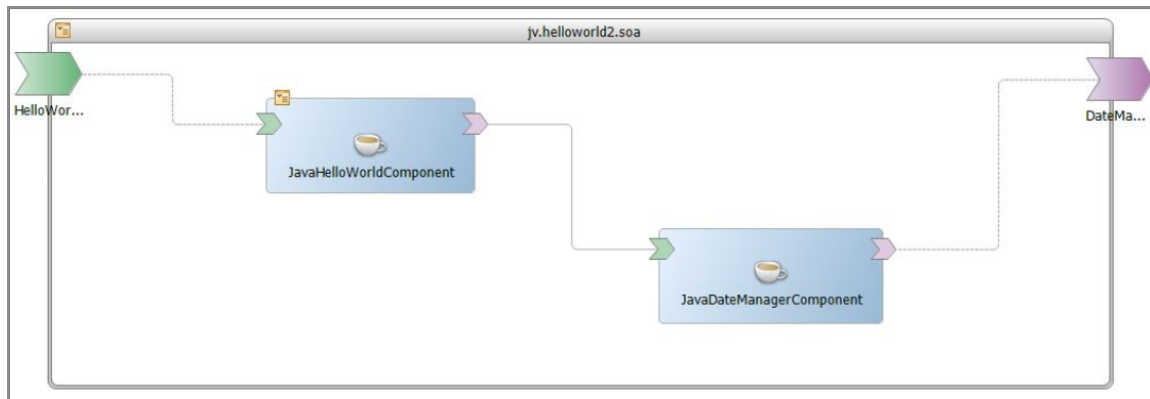 jv.helloworld2.soa
HelloWor...
DateMa...
JavaHelloWorldComponent
JavaDateManagerComponent